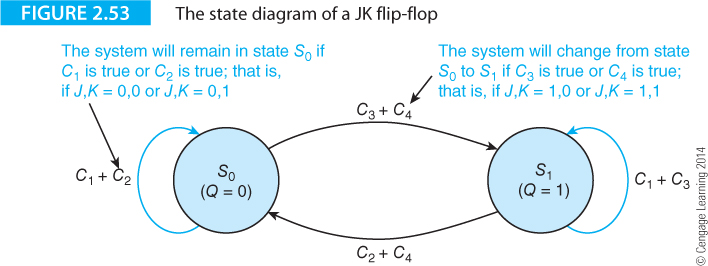 FIGURE 2.53 The state diagram of a JK flip-flop
The system will remain in state S₀ if
C₁ is true or C₂ is true; that is,
if J,K = 0,0 or J,K = 0,1
The system will change from state
S₀ to S₁ if C₃ is true or C₄ is true;
that is, if J,K = 1,0 or J,K = 1,1
C₃ + C₄
C₁ + C₂
S₀
(Q = 0)
S₁
(Q = 1)
C₁ + C₃
C₂ + C₄
© Cengage Learning 2014